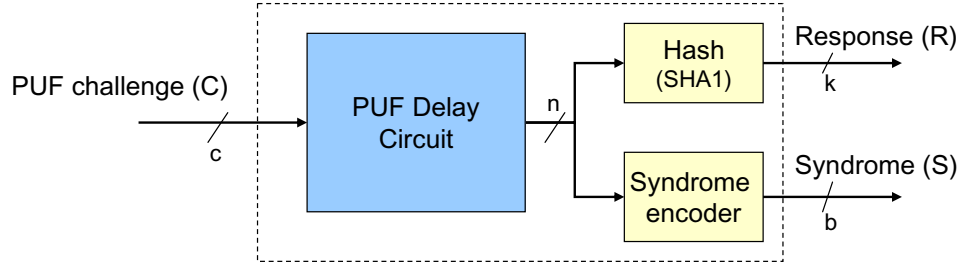 PUF challenge (C)
c
PUF Delay
Circuit
n
Hash
(SHA1)
Response (R)
k
Syndrome
encoder
Syndrome (S)
b